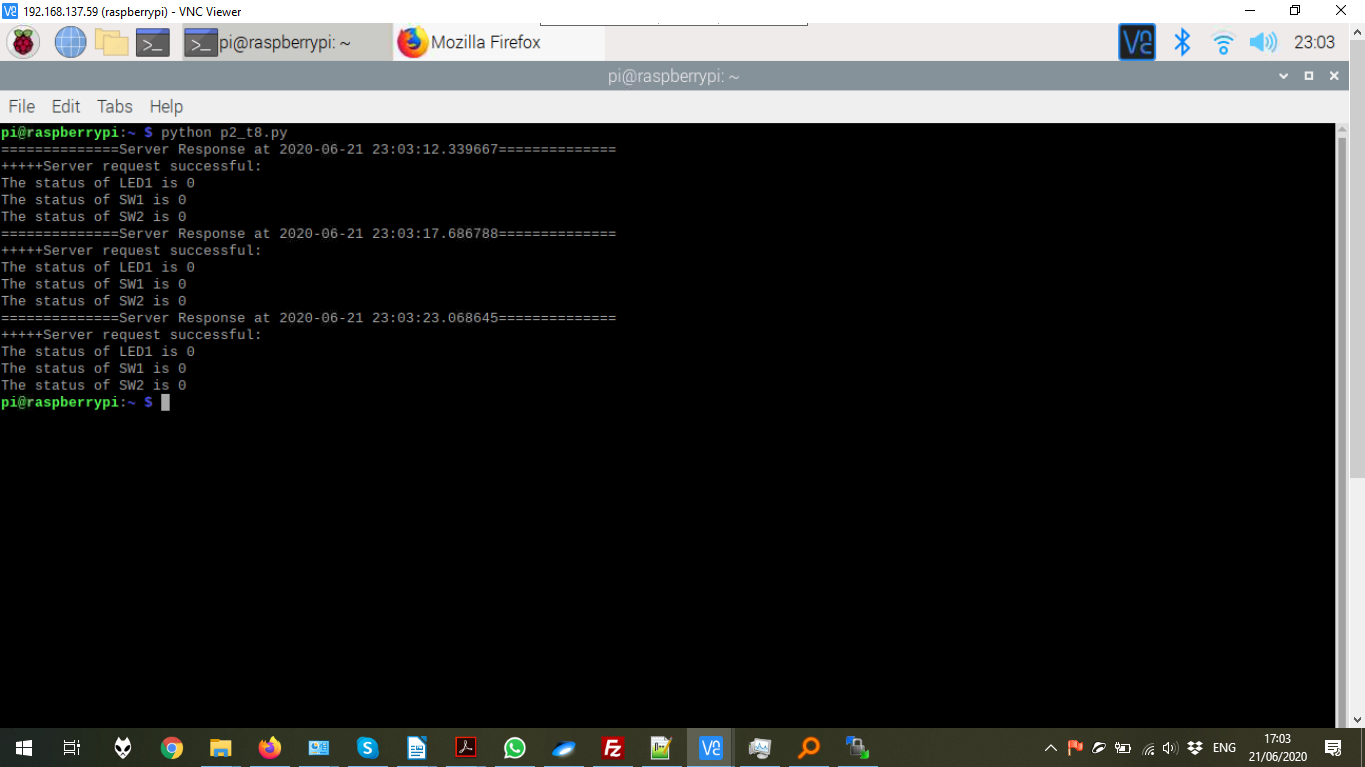 192.168.137.59 (raspberrypi) - VNC Viewer
pi@raspberrypi: ~
Mozilla Firefox
23:03
pi@raspberrypi: ~
File Edit Tabs Help
pi@raspberrypi:~ $ python p2_t8.py
==============Server Response at 2020-06-21 23:03:12.339667==============
+++++Server request successful:
The status of LED1 is 0
The status of SW1 is 0
The status of SW2 is 0
==============Server Response at 2020-06-21 23:03:17.686788==============
+++++Server request successful:
The status of LED1 is 0
The status of SW1 is 0
The status of SW2 is 0
==============Server Response at 2020-06-21 23:03:23.068645==============
+++++Server request successful:
The status of LED1 is 0
The status of SW1 is 0
The status of SW2 is 0
pi@raspberrypi:~ $
ENG
17:03
21/06/2020